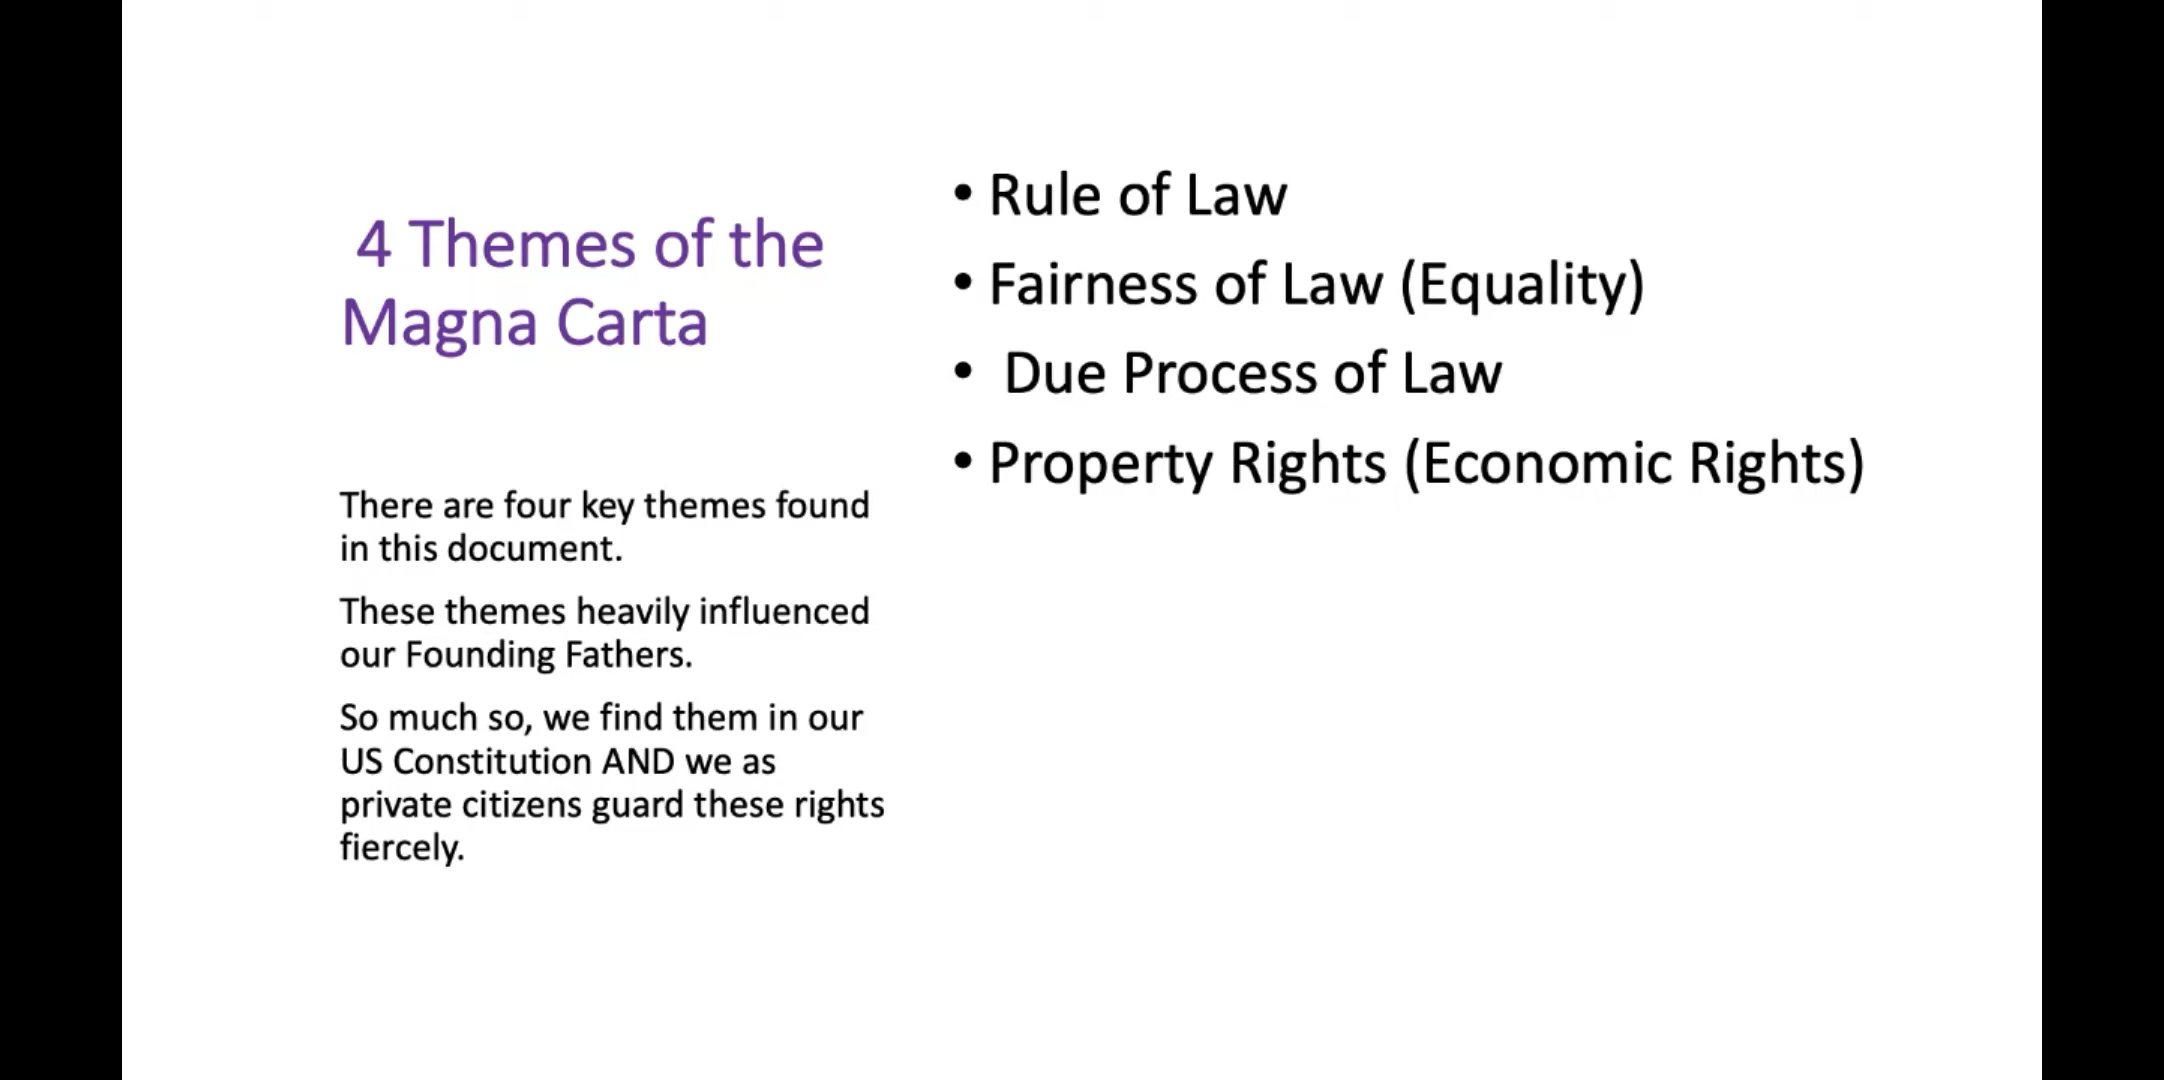 4 Themes of the
Magna Carta
There are four key themes found
in this document.
These themes heavily influenced
our Founding Fathers.
So much so, we find them in our
US Constitution AND we as
private citizens guard these rights
fiercely.
• Rule of Law
• Fairness of Law (Equality)
• Due Process of Law
• Property Rights (Economic Rights)